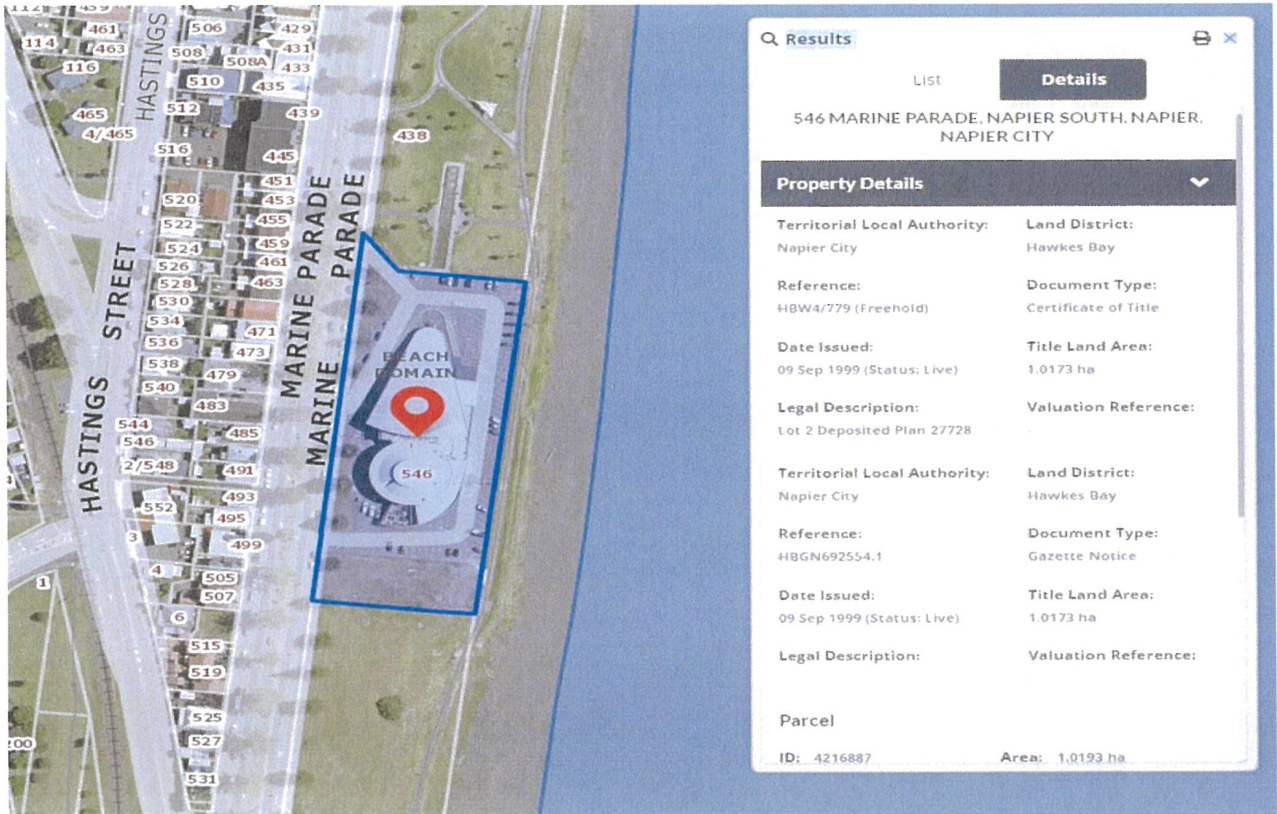 112
459
461
114
463
116
465
4/465
HASTINGS
506
508
508A
510
512
516
429
431
433
435
439
445
438
451
453
455
459
461
463
471
473
479
483
485
491
493
495
499
505
507
515
519
525
527
531
520
522
524
526
528
530
534
536
538
540
544
546
2/548
552
3
4
6
1
HASTINGS STREET
MARINE PARADE
MARINE PARADE
BEACH
DOMAIN
546
Results
List
Details
546 MARINE PARADE, NAPIER SOUTH, NAPIER,
NAPIER CITY
Property Details
Territorial Local Authority: Land District:
Napier City Hawkes Bay
Reference: Document Type:
HBW4/779 (Freehold) Certificate of Title
Date Issued: Title Land Area:
09 Sep 1999 (Status: Live) 1.0173 ha
Legal Description: Valuation Reference:
Lot 2 Deposited Plan 27728
Territorial Local Authority: Land District:
Napier City Hawkes Bay
Reference: Document Type:
HBGN692554.1 Gazette Notice
Date Issued: Title Land Area:
09 Sep 1999 (Status: Live) 1.0173 ha
Legal Description: Valuation Reference:
Parcel
ID: 4216887 Area: 1.0193 ha